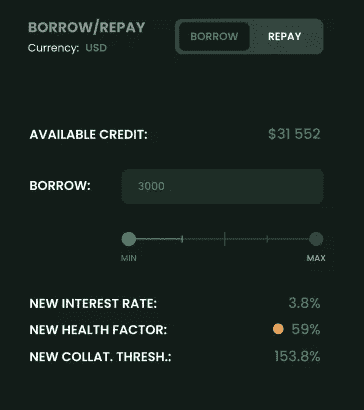 BORROW/REPAY
Currency: USD
BORROW REPAY
AVAILABLE CREDIT: $31 552
BORROW: 3000
MIN MAX
NEW INTEREST RATE: 3.8%
NEW HEALTH FACTOR: 59%
NEW COLLAT. THRESH.: 153.8%